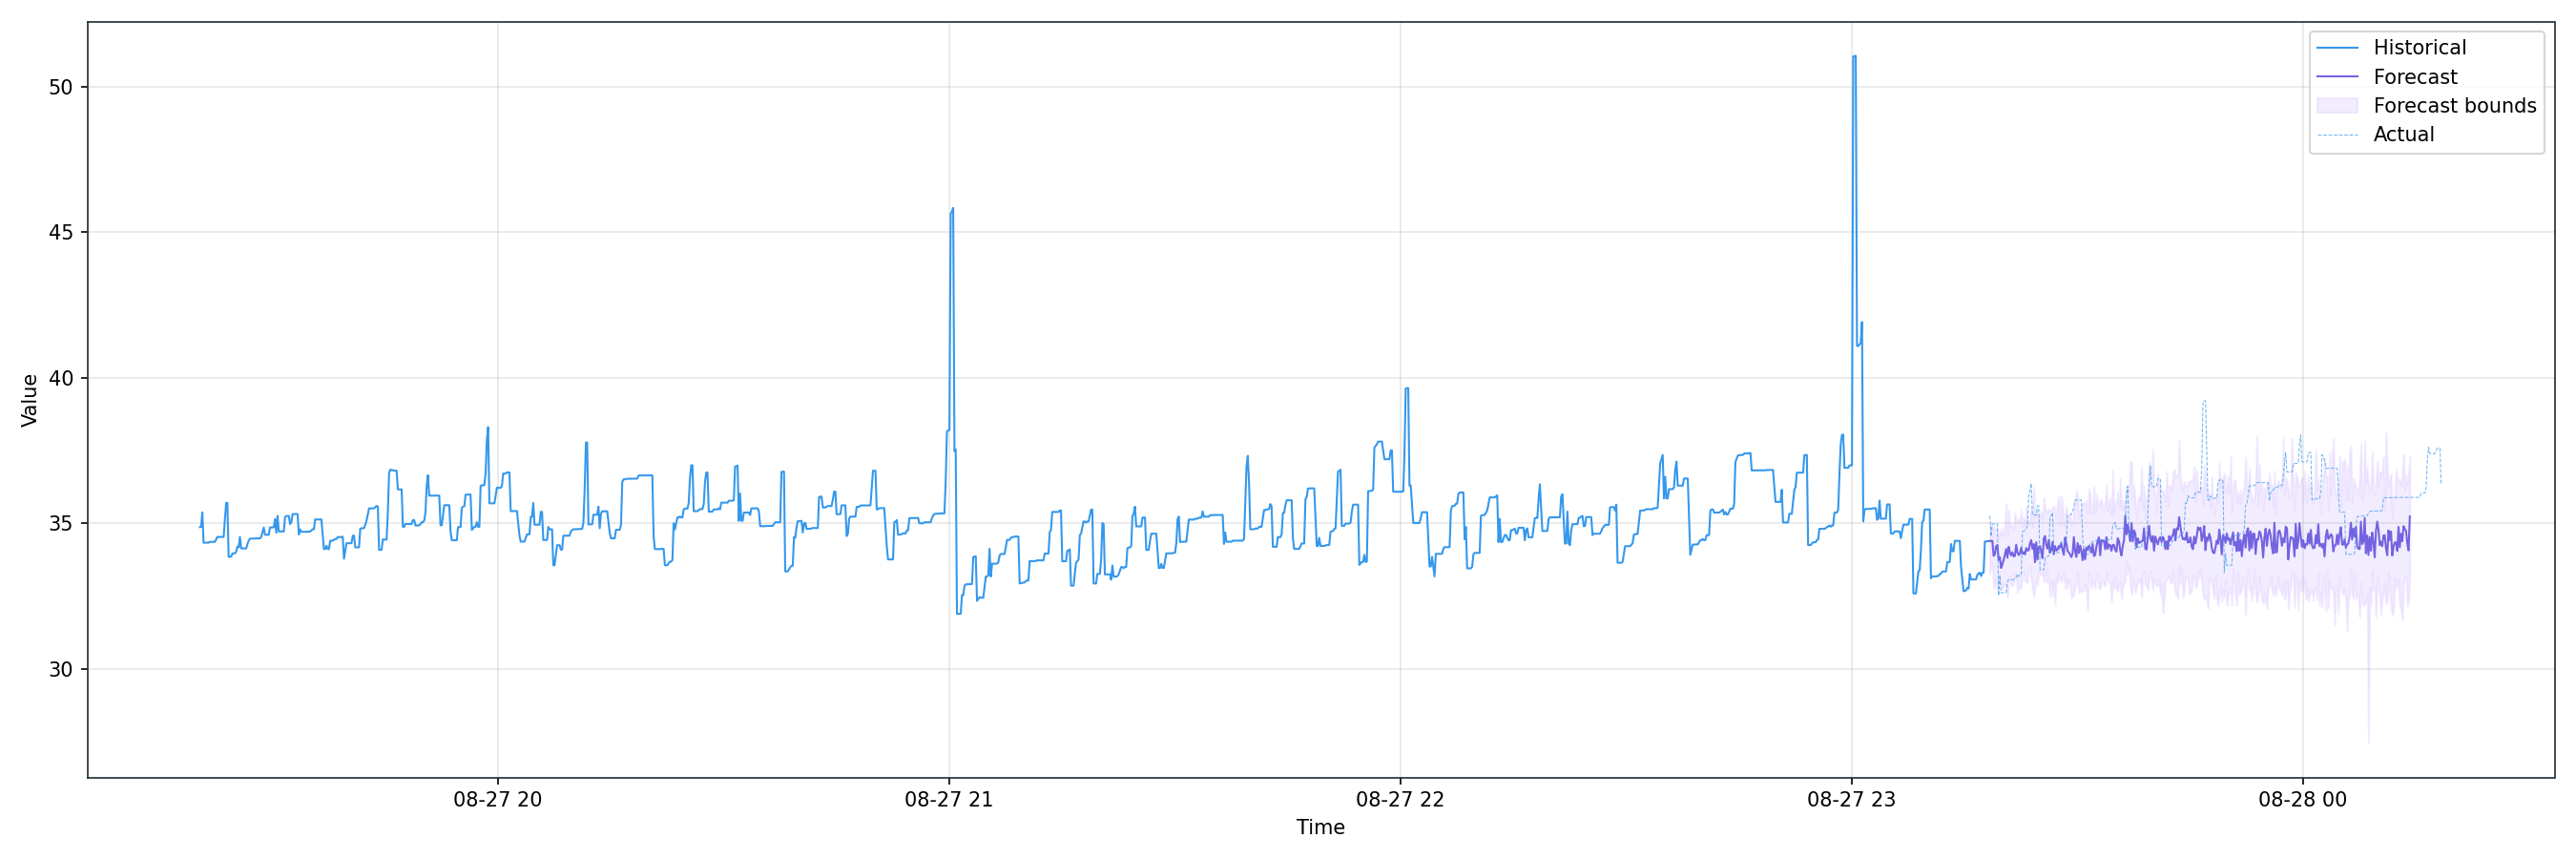 50
45
40
35
30
Value
08-27 20
08-27 21
08-27 22
08-27 23
08-28 00
Time
Historical
Forecast
Forecast bounds
Actual